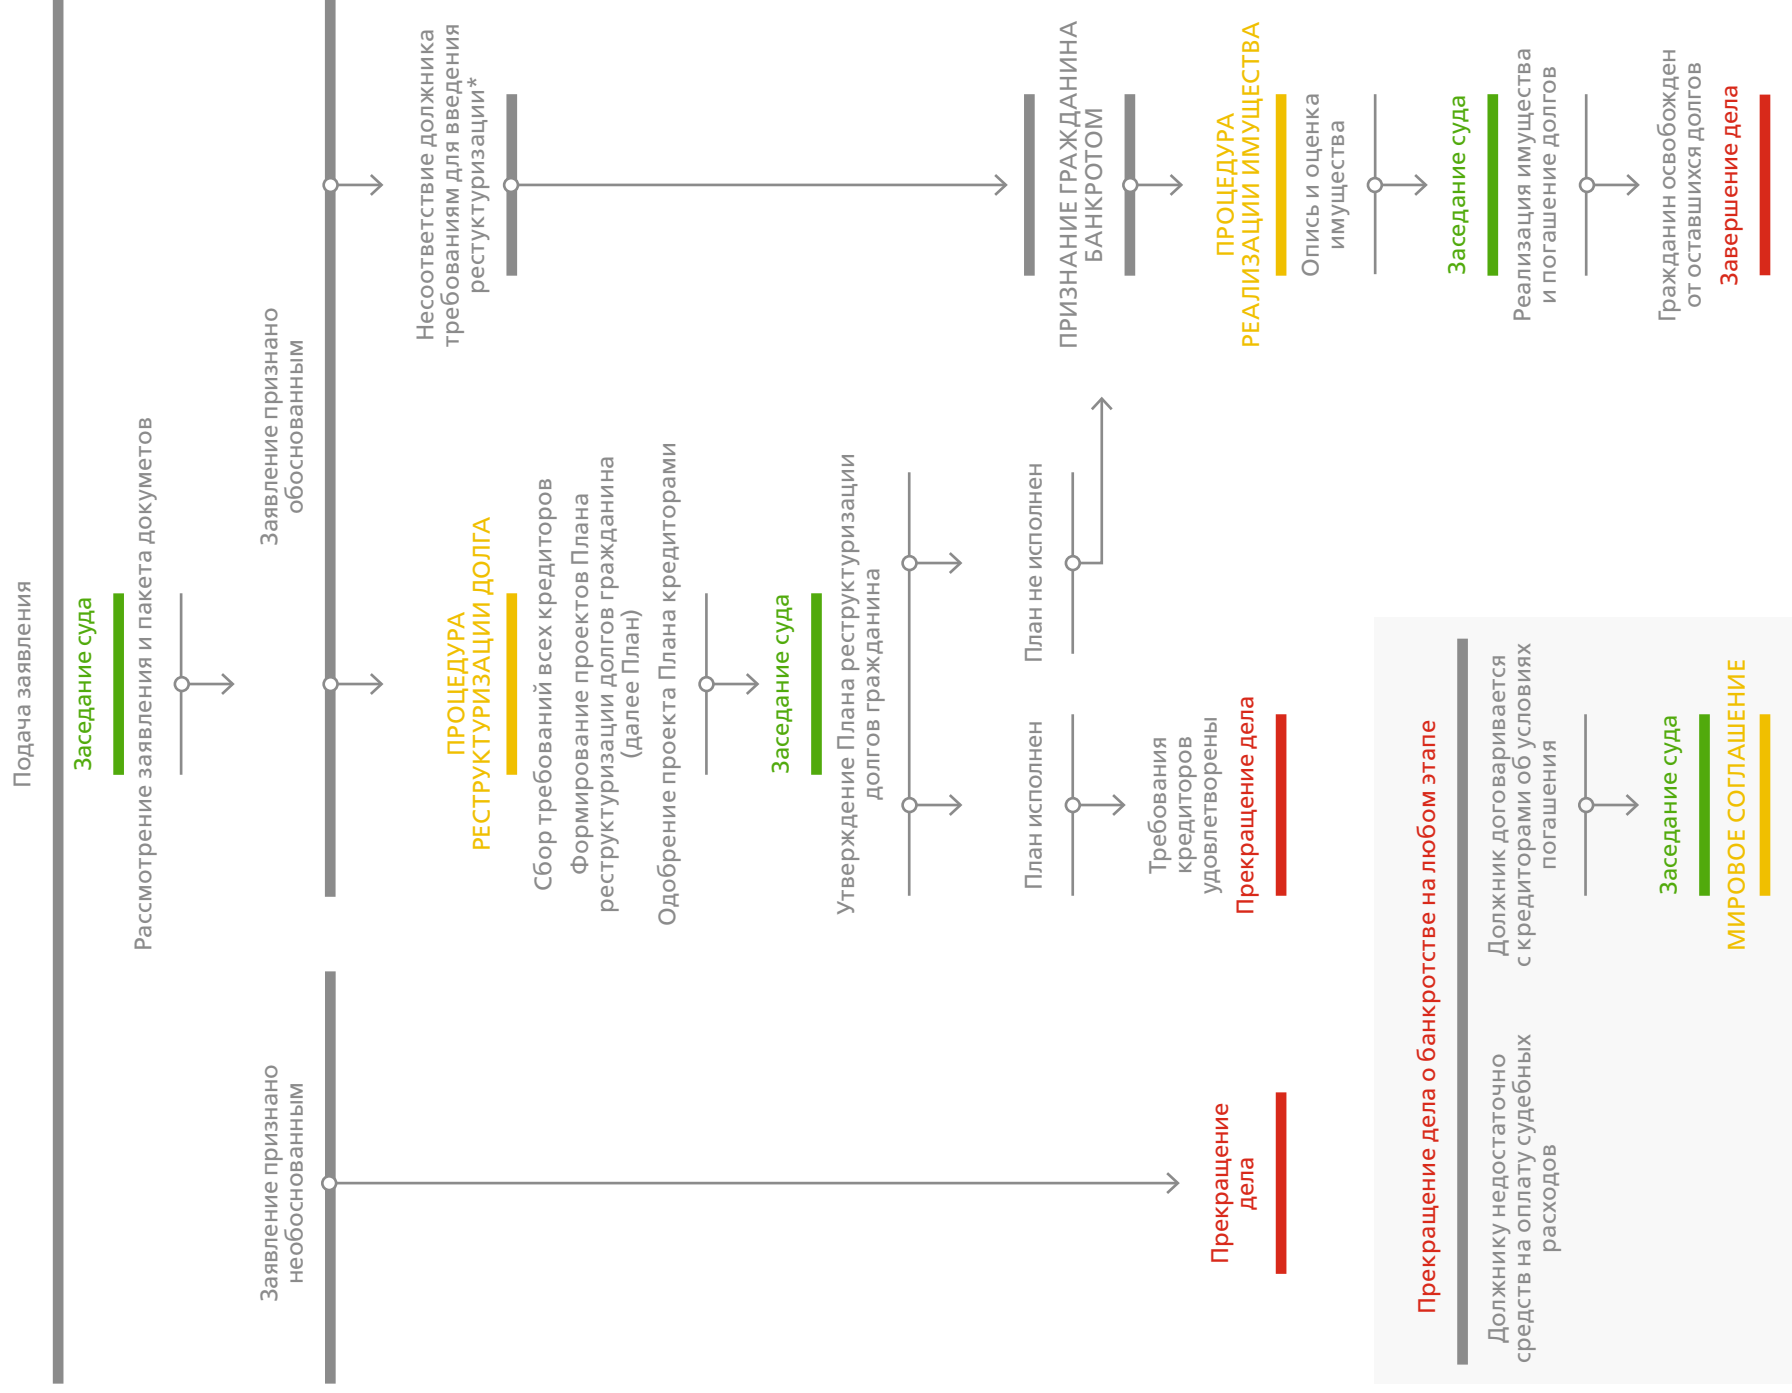 Подача заявления
Заседание суда
Рассмотрение заявления и пакета докуметов
Заявление признано
необоснованным
Заявление признано
обоснованным
Прекращение
дела
ПРОЦЕДУРА
РЕСТРУКТУРИЗАЦИИ ДОЛГА
Сбор требований всех кредиторов
Формирование проектов Плана
реструктуризации долгов гражданина
(далее План)
Одобрение проекта Плана кредиторами
Заседание суда
Утверждение Плана реструктуризации
долгов гражданина
План исполнен
Требования
кредиторов
удовлетворены
Прекращение дела
План не исполнен
Несоответствие должника
требованиям для введения
рестуктуризации*
ПРИЗНАНИЕ ГРАЖДАНИНА
БАНКРОТОМ
ПРОЦЕДУРА
РЕАЛИЗАЦИИ ИМУЩЕСТВА
Опись и оценка
имущества
Заседание суда
Реализация имущества
и погашение долгов
Гражданин освобожден
от оставшихся долгов
Завершение дела
Прекращение дела о банкротстве на любом этапе
Должнику недостаточно
средств на оплату судебных
расходов
Должник договаривается
с кредиторами об условиях
погашения
Заседание суда
МИРОВОЕ СОГЛАШЕНИЕ